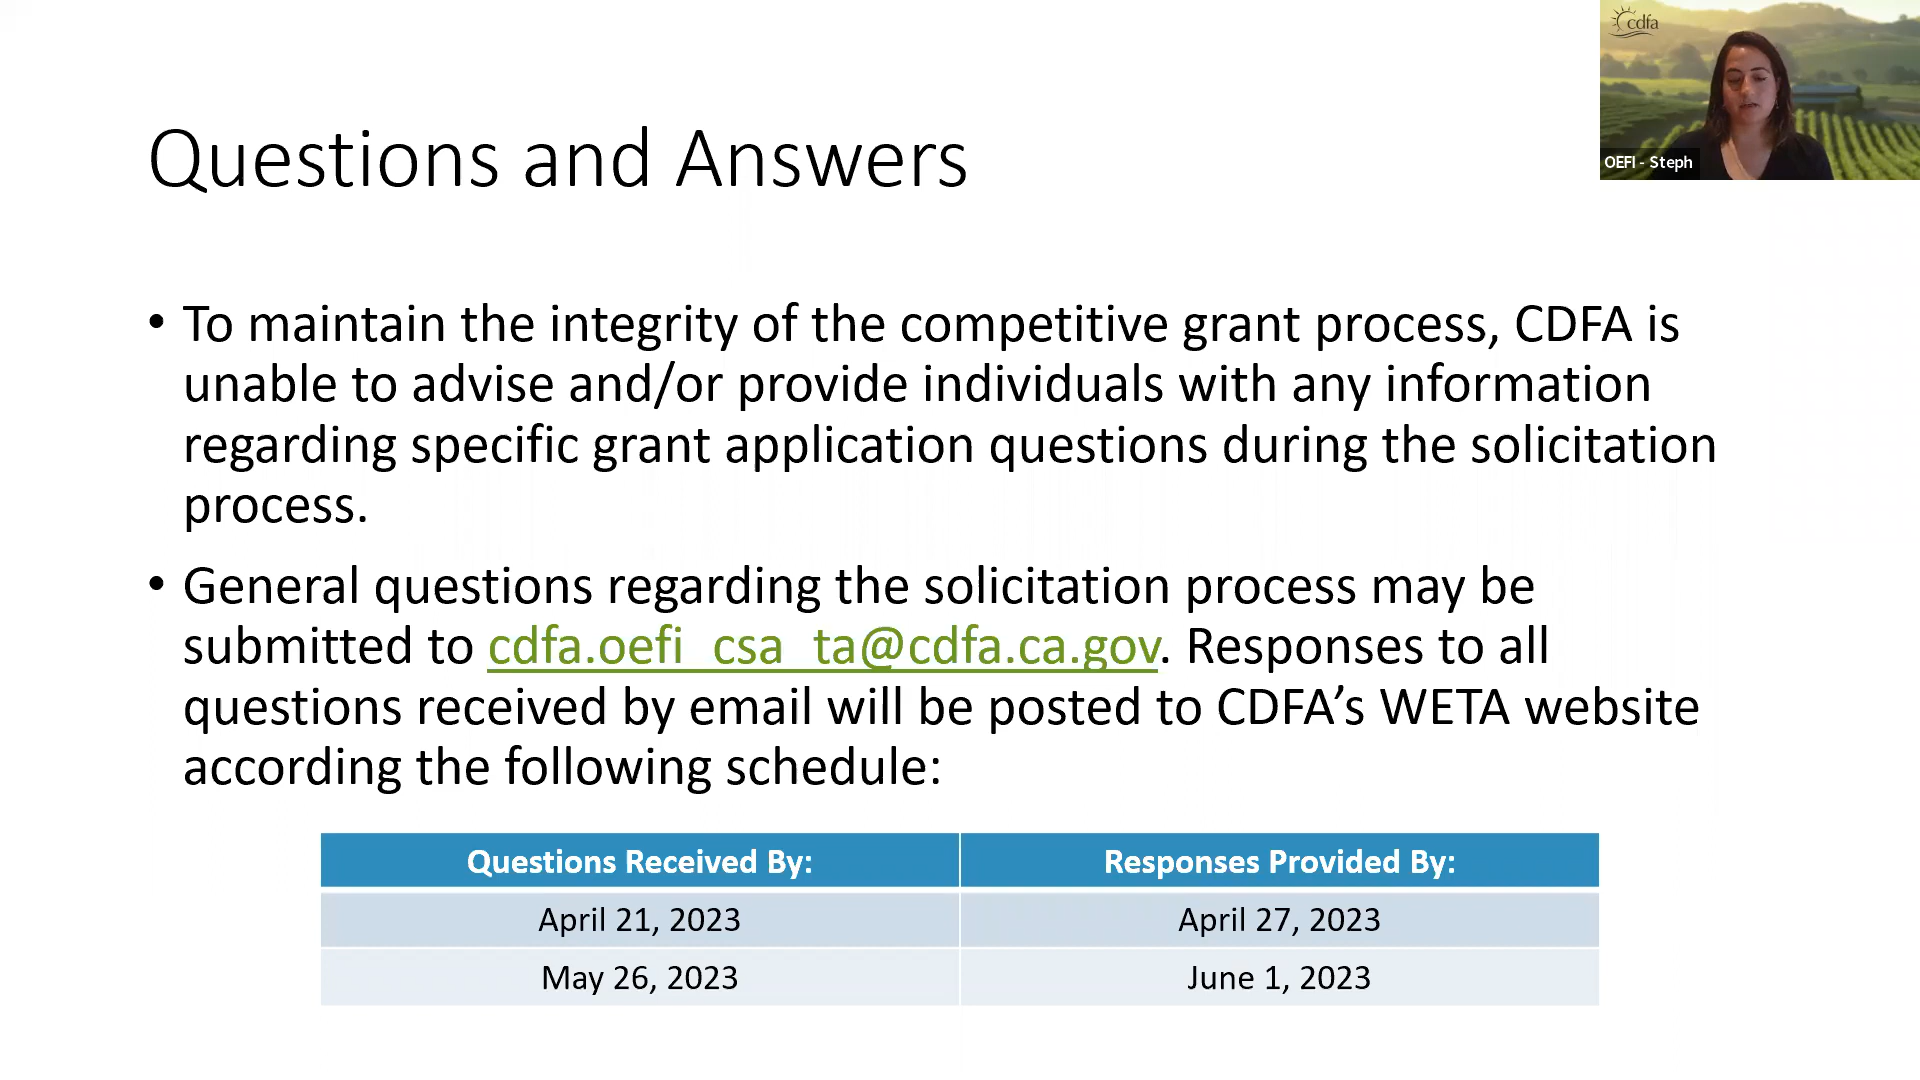 cdfa
OEFI - Steph
Questions and Answers
• To maintain the integrity of the competitive grant process, CDFA is
unable to advise and/or provide individuals with any information
regarding specific grant application questions during the solicitation
process.
• General questions regarding the solicitation process may be
submitted to cdfa.oefi_csa_ta@cdfa.ca.gov. Responses to all
questions received by email will be posted to CDFA’s WETA website
according the following schedule:
Questions Received By: Responses Provided By:
April 21, 2023 April 27, 2023
May 26, 2023 June 1, 2023